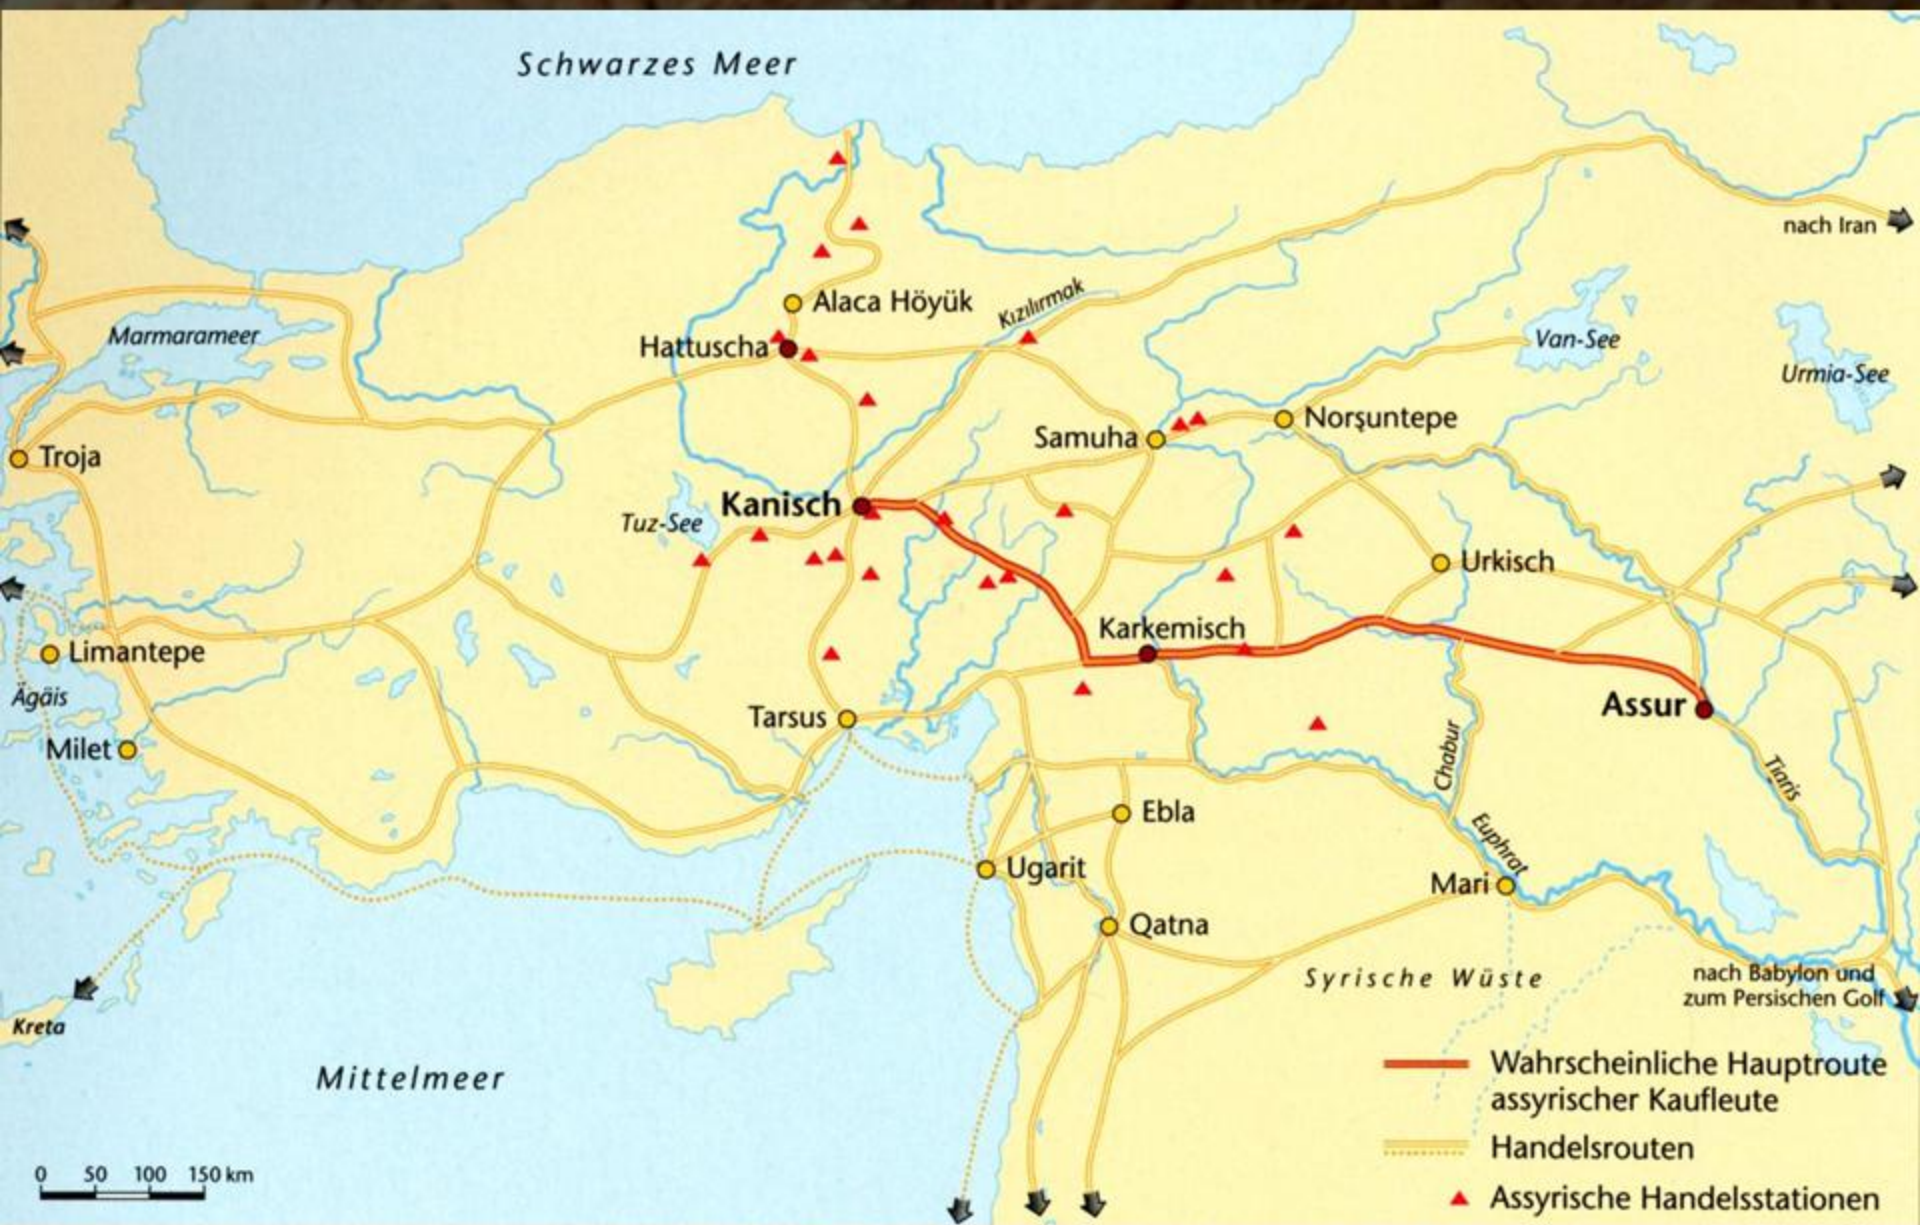 Schwarzes Meer
nach Iran
Alaca Höyük
Kızılırmak
Marmarameer
Hattuscha
Van-See
Urmia-See
Norşuntepe
Samuha
Troja
Kanisch
Tuz-See
Urkisch
Karkemisch
Limantepe
Ägäis
Assur
Tarsus
Milet
Chabur
Tigris
Ebla
Euphrat
Ugarit
Mari
Qatna
Syrische Wüste
nach Babylon und
zum Persischen Golf
Kreta
Mittelmeer
Wahrscheinliche Hauptroute
assyrischer Kaufleute
Handelsrouten
0 50 100 150 km
Assyrische Handelsstationen